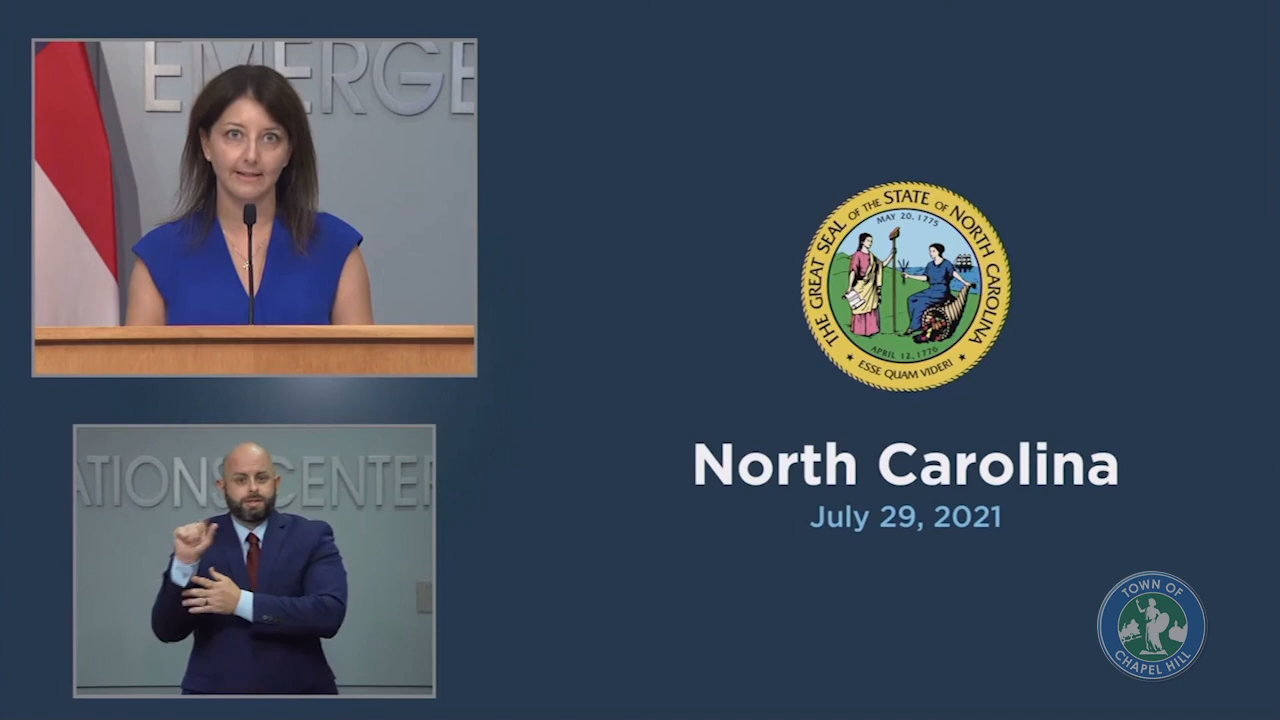 EMERGE
ATIONS CENTER
THE GREAT SEAL OF THE STATE OF NORTH CAROLINA
MAY 20, 1775
APRIL 12, 1776
ESSE QUAM VIDERI
North Carolina
July 29, 2021
TOWN OF
CHAPEL HILL